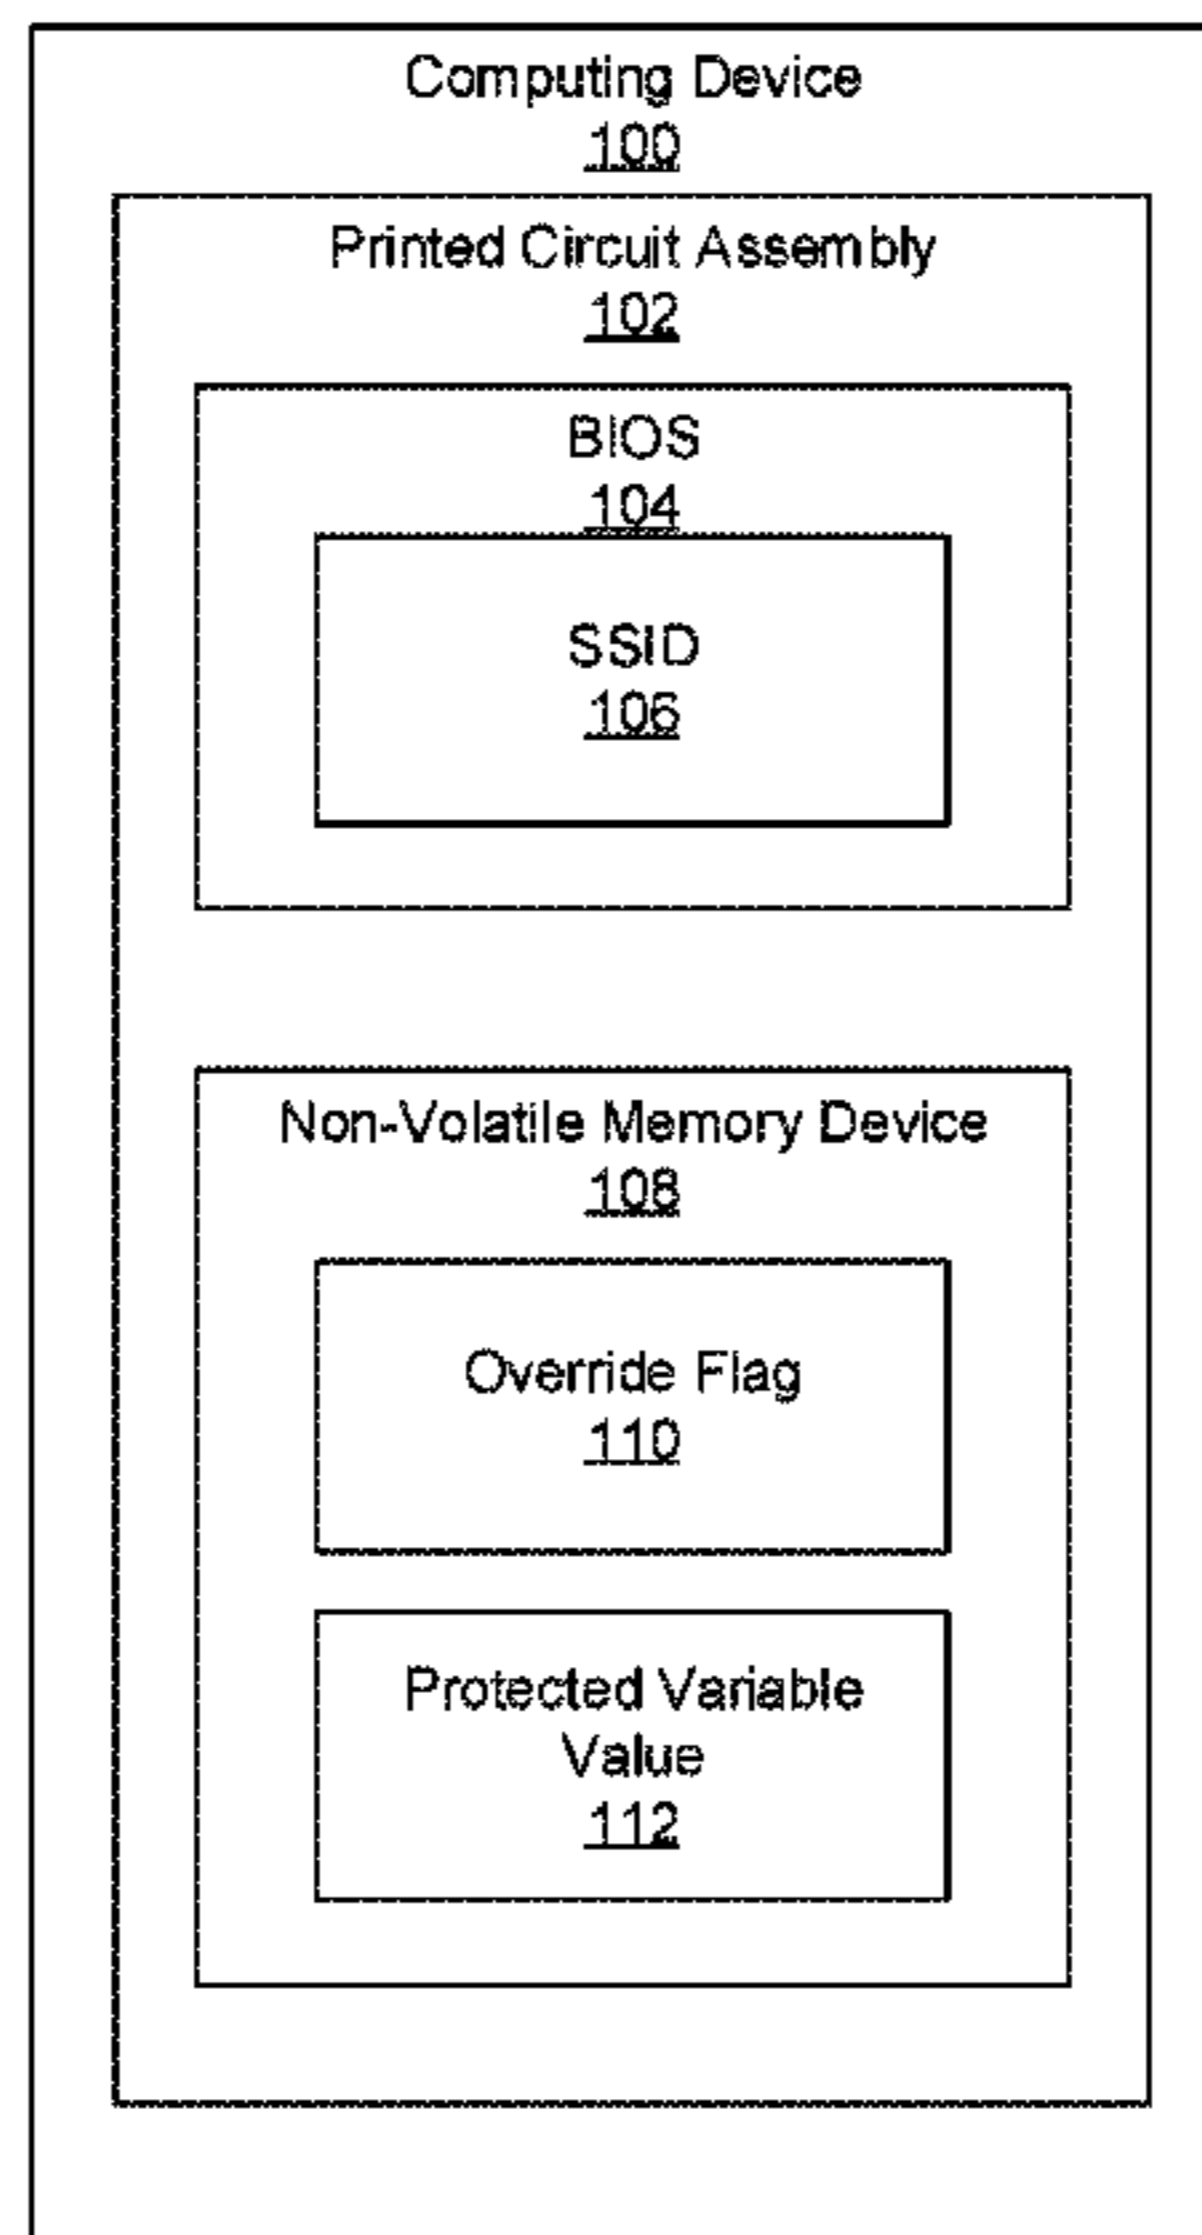 Computing Device
100
Printed Circuit Assembly
102
BIOS
104
SSID
106
Non-Volatile Memory Device
108
Override Flag
110
Protected Variable
Value
112